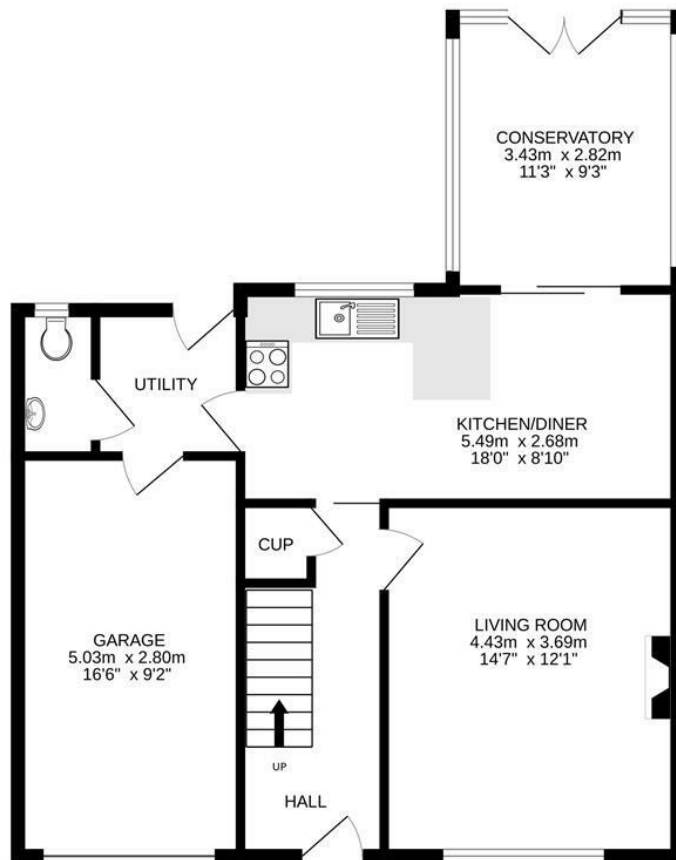 CONSERVATORY
3.43m x 2.82m
11'3" x 9'3"
UTILITY
KITCHEN/DINER
5.49m x 2.68m
18'0" x 8'10"
CUP
GARAGE
5.03m x 2.80m
16'6" x 9'2"
LIVING ROOM
4.43m x 3.69m
14'7" x 12'1"
UP
HALL